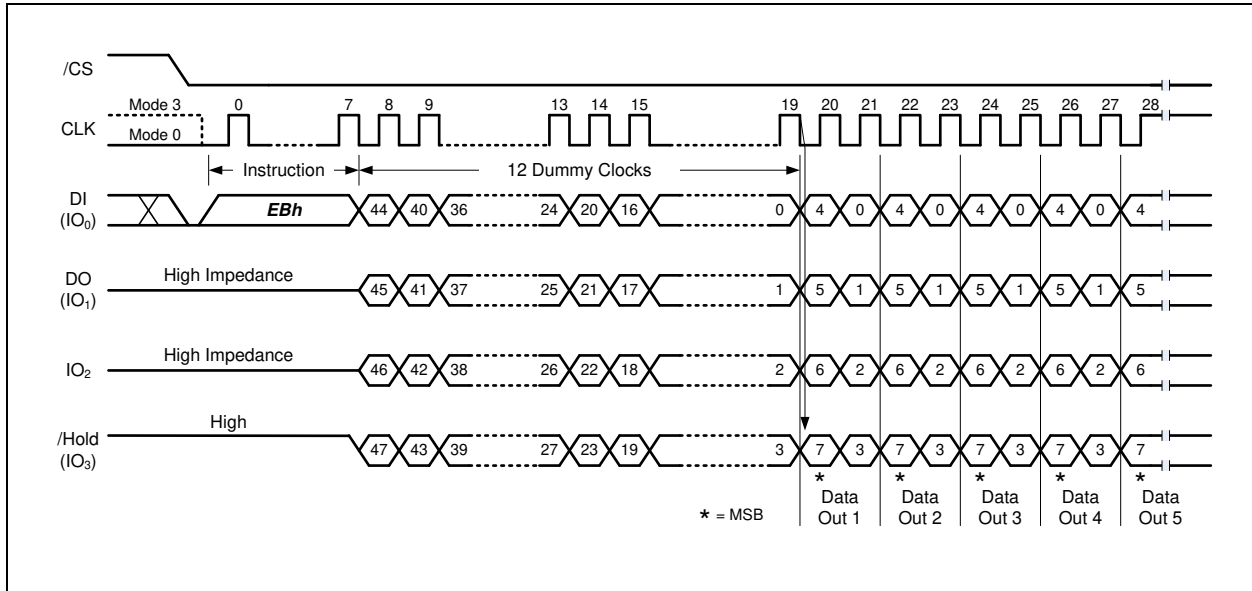 /CS
Mode 3 0 7 8 9 13 14 15 19 20 21 22 23 24 25 26 27 28
CLK
Mode 0
Instruction 12 Dummy Clocks
DI
(IO₀)
EBh 44 40 36 24 20 16 0 4 0 4 0 4 0 4 0 4
DO
(IO₁)
High Impedance 45 41 37 25 21 17 1 5 1 5 1 5 1 5 1 5
IO₂
High Impedance 46 42 38 26 22 18 2 6 2 6 2 6 2 6 2 6
/Hold
(IO₃)
High 47 43 39 27 23 19 3 7 3 7 3 7 3 7 3 7
* * * * *
Data Data Data Data Data
Out 1 Out 2 Out 3 Out 4 Out 5
* = MSB